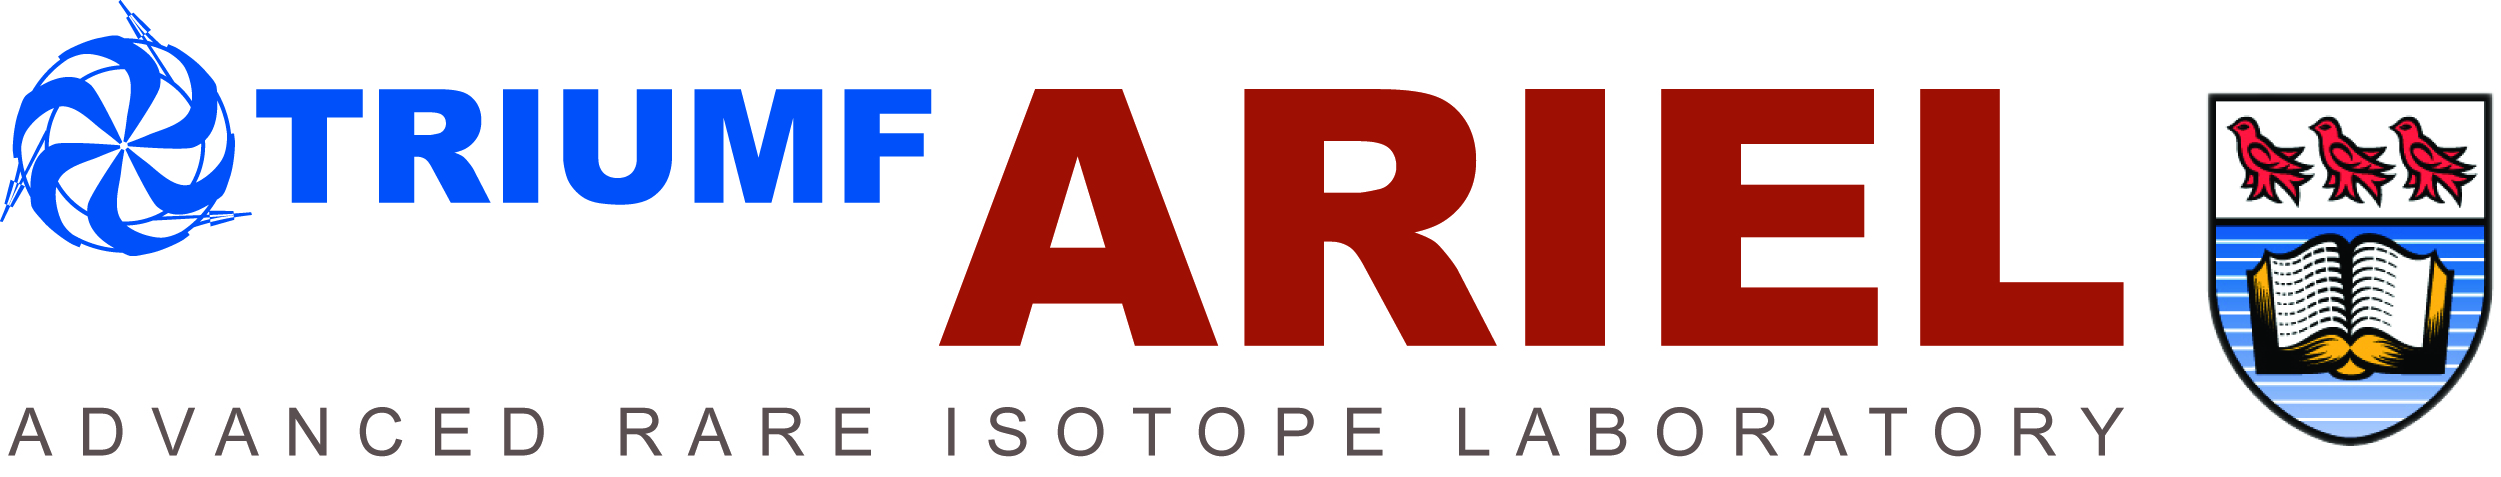 TRIUMF ARIEL
ADVANCED RARE ISOTOPE LABORATORY